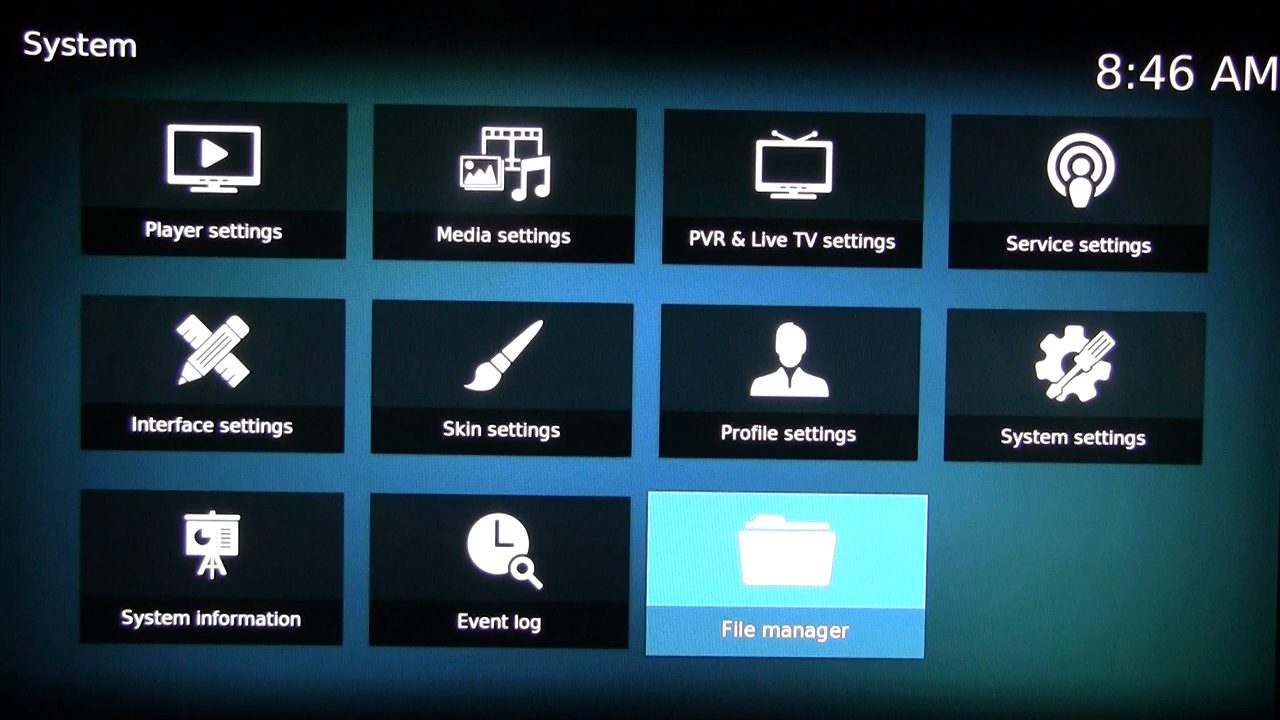 System
8:46 AM
Player settings
Media settings
PVR & Live TV settings
Service settings
Interface settings
Skin settings
Profile settings
System settings
System information
Event log
File manager